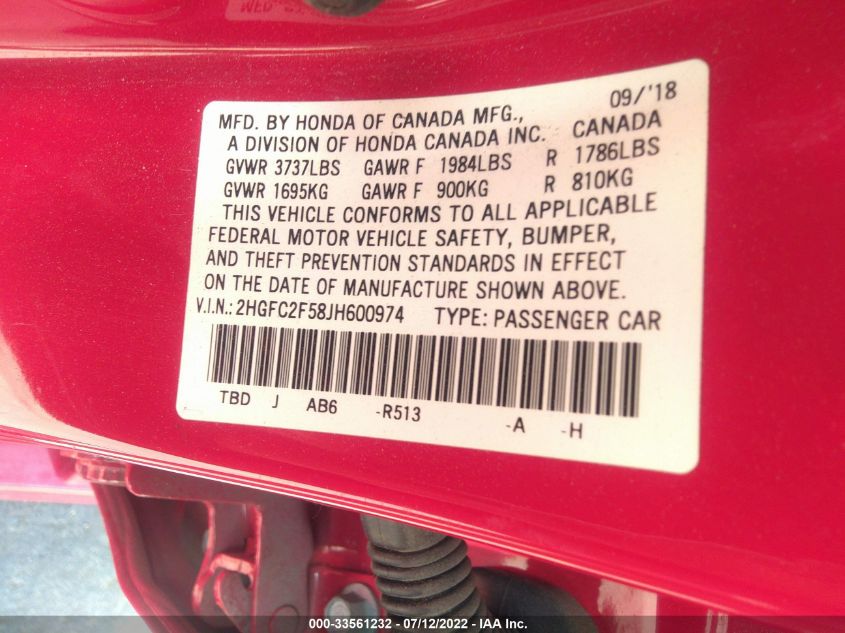 09/'18
MFD. BY HONDA OF CANADA MFG.,
A DIVISION OF HONDA CANADA INC. CANADA
GVWR 3737LBS GAWR F 1984LBS R 1786LBS
GVWR 1695KG GAWR F 900KG R 810KG
THIS VEHICLE CONFORMS TO ALL APPLICABLE
FEDERAL MOTOR VEHICLE SAFETY, BUMPER,
AND THEFT PREVENTION STANDARDS IN EFFECT
ON THE DATE OF MANUFACTURE SHOWN ABOVE.
V.I.N.: 2HGFC2F58JH600974 TYPE: PASSENGER CAR
TBD J AB6 -R513 -A -H
000-33561232 - 07/12/2022 - IAA Inc.